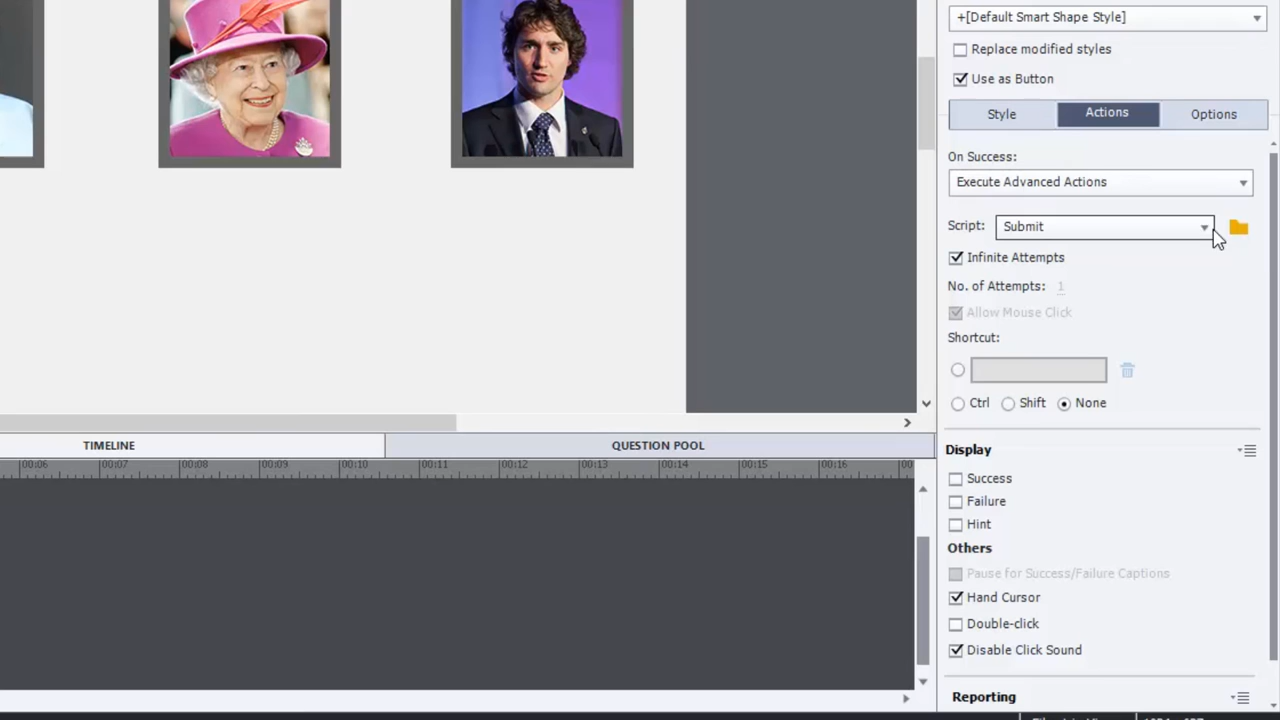 +[Default Smart Shape Style]
Replace modified styles
Use as Button
Style Actions Options
On Success:
Execute Advanced Actions
Script: Submit
Infinite Attempts
No. of Attempts: 1
Allow Mouse Click
Shortcut:
Ctrl Shift None
TIMELINE QUESTION POOL
00:06 00:07 00:08 00:09 00:10 00:11 00:12 00:13 00:14 00:15 00:16 00
Display
Success
Failure
Hint
Others
Pause for Success/Failure Captions
Hand Cursor
Double-click
Disable Click Sound
Reporting